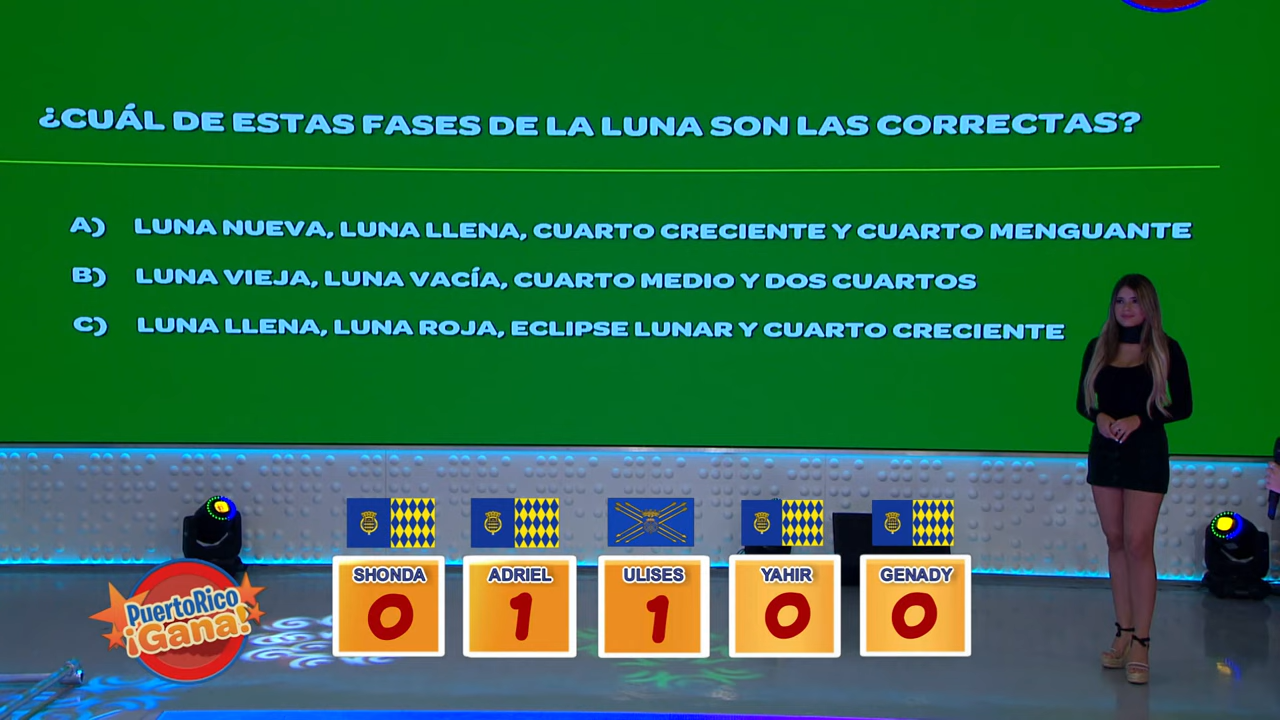 ¿CUÁL DE ESTAS FASES DE LA LUNA SON LAS CORRECTAS?
A) LUNA NUEVA, LUNA LLENA, CUARTO CRECIENTE Y CUARTO MENGUANTE
B) LUNA VIEJA, LUNA VACÍA, CUARTO MEDIO Y DOS CUARTOS
C) LUNA LLENA, LUNA ROJA, ECLIPSE LUNAR Y CUARTO CRECIENTE
SHONDA ADRIEL ULISES YAHIR GENADY
0 1 1 0 0
PuertoRico
¡Gana!